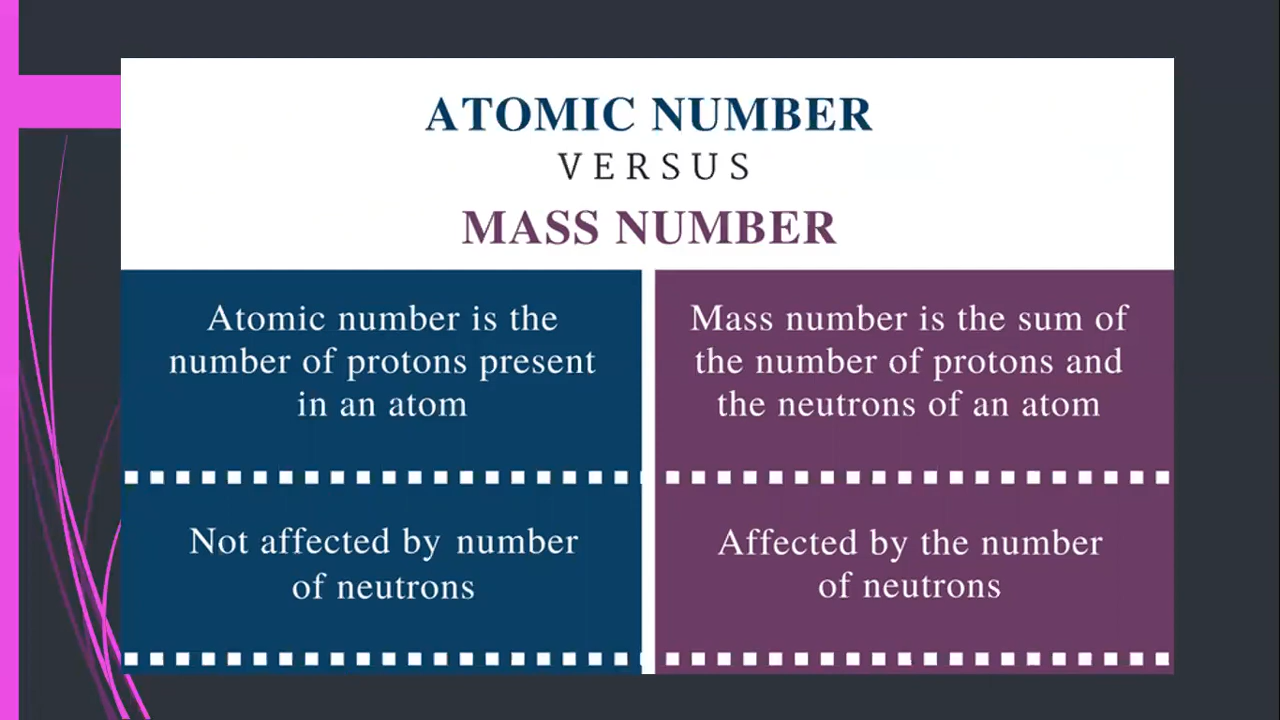 ATOMIC NUMBER
VERSUS
MASS NUMBER
Atomic number is the
number of protons present
in an atom
Mass number is the sum of
the number of protons and
the neutrons of an atom
Not affected by number
of neutrons
Affected by the number
of neutrons